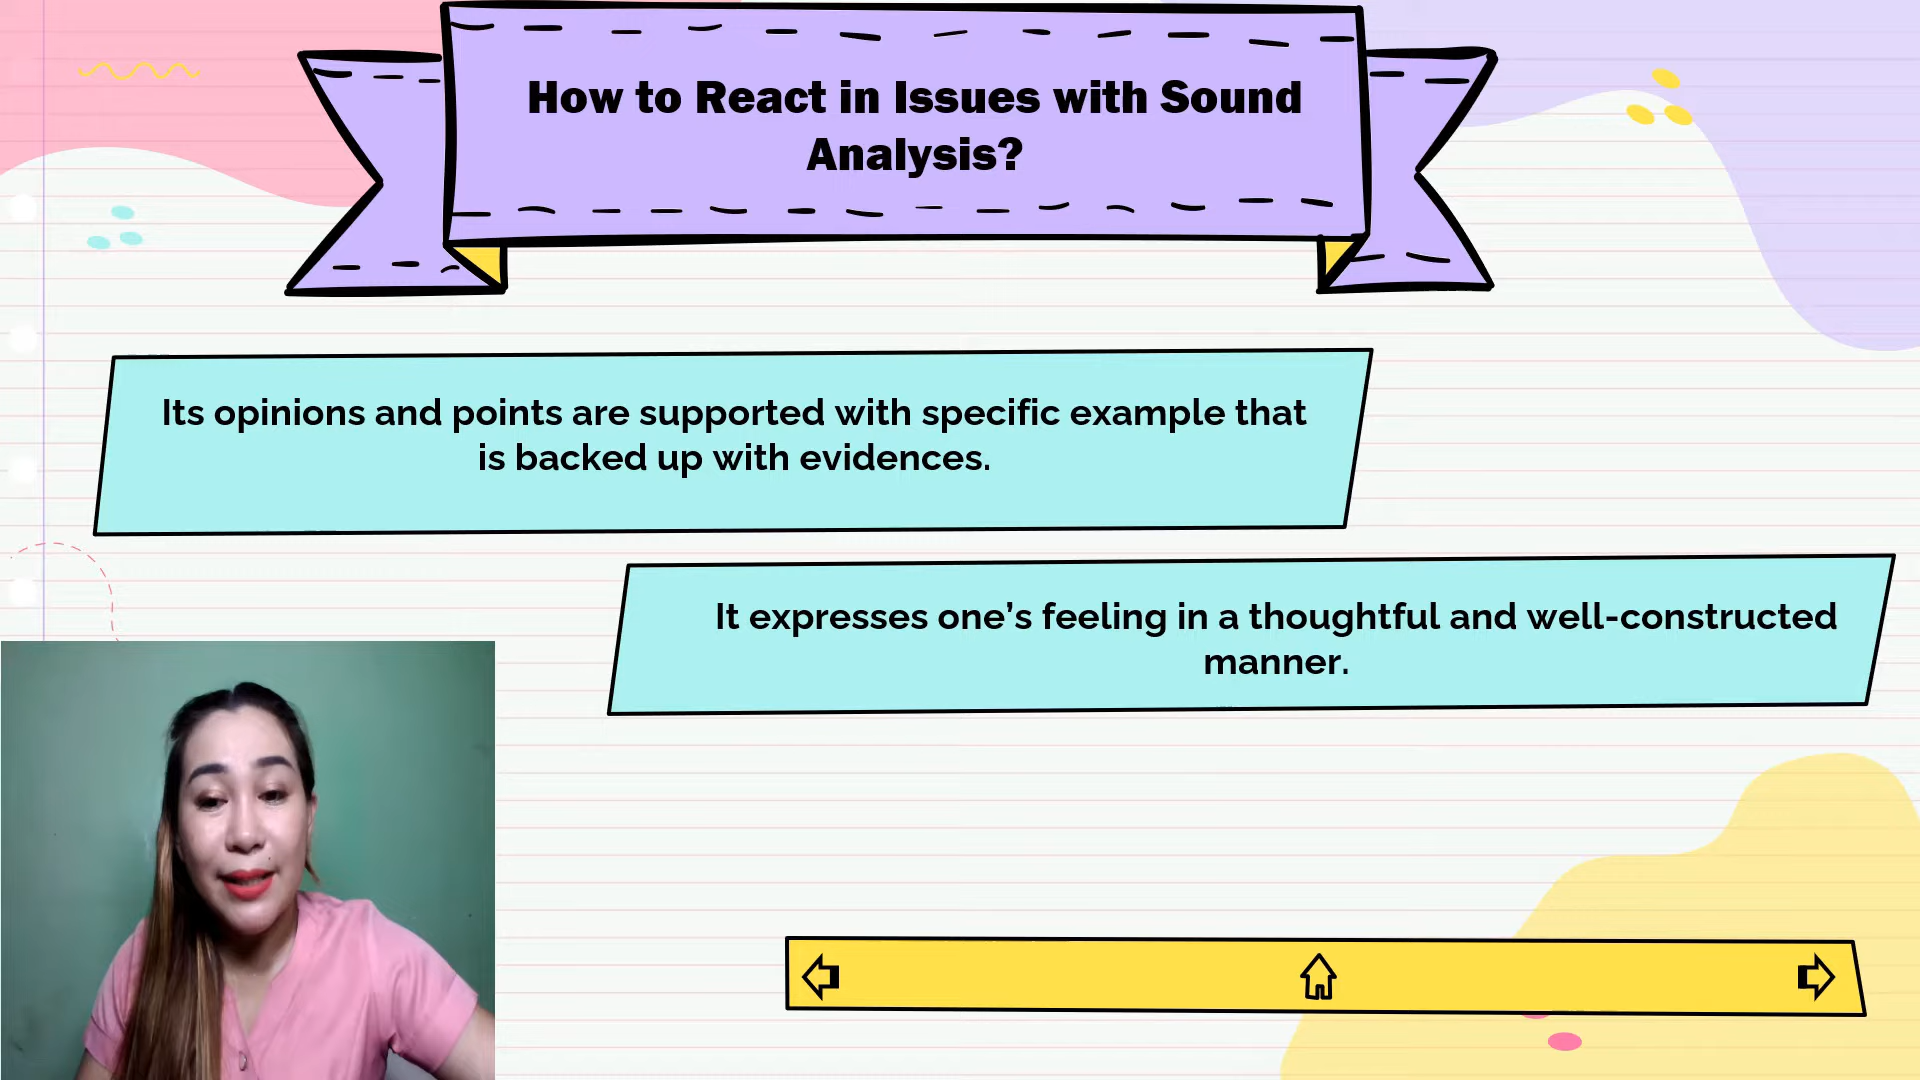 How to React in Issues with Sound
Analysis?
Its opinions and points are supported with specific example that
is backed up with evidences.
It expresses one’s feeling in a thoughtful and well-constructed
manner.